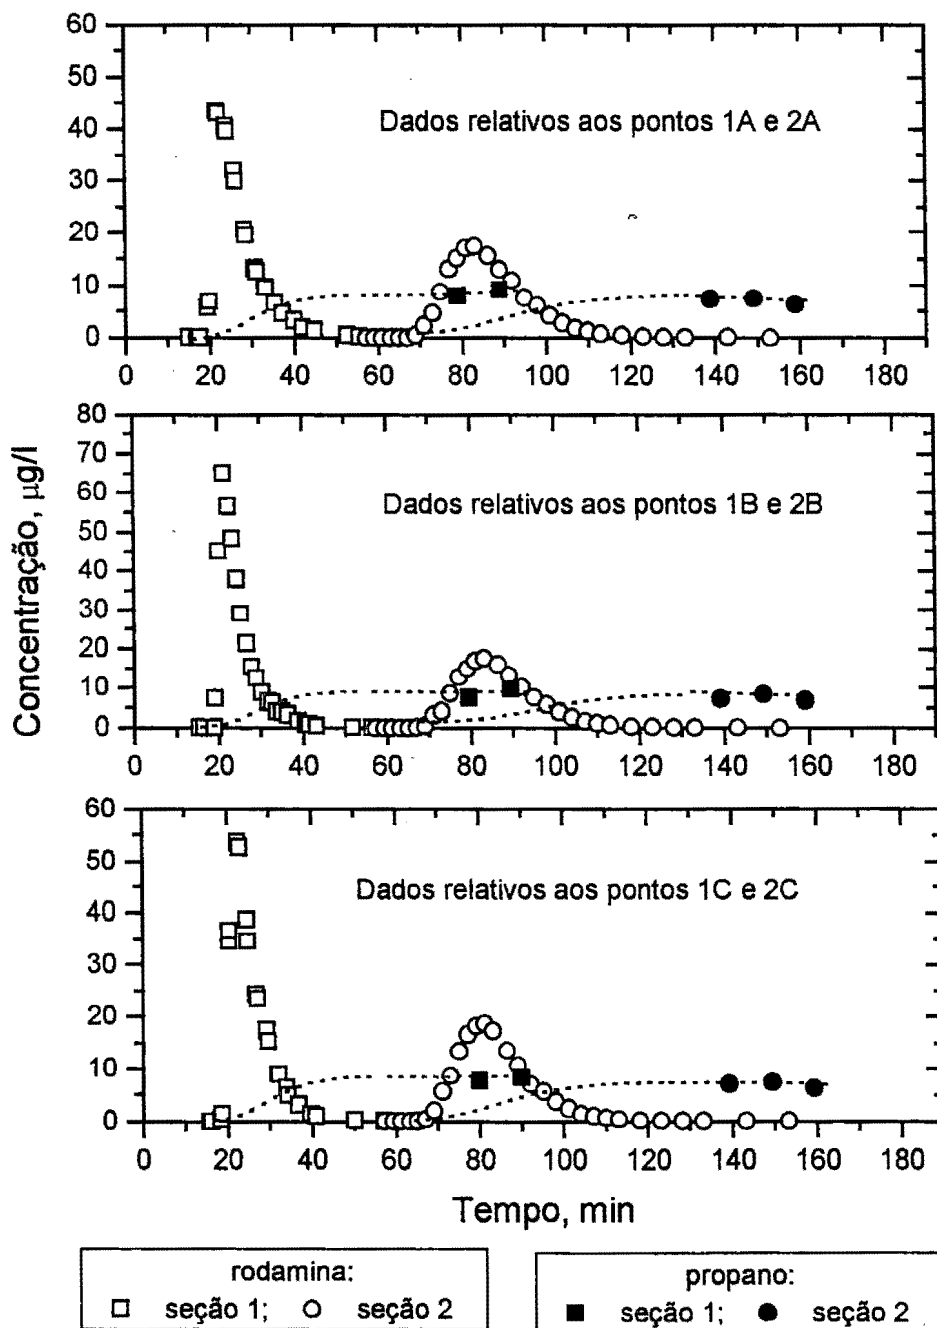 60
50
40
30
20
10
0
Dados relativos aos pontos 1A e 2A
0 20 40 60 80 100 120 140 160 180
80
70
60
50
40
30
20
10
0
Dados relativos aos pontos 1B e 2B
0 20 40 60 80 100 120 140 160 180
Concentração, µg/l
60
50
40
30
20
10
0
Dados relativos aos pontos 1C e 2C
0 20 40 60 80 100 120 140 160 180
Tempo, min
rodamina:
seção 1; seção 2
propano:
seção 1; seção 2